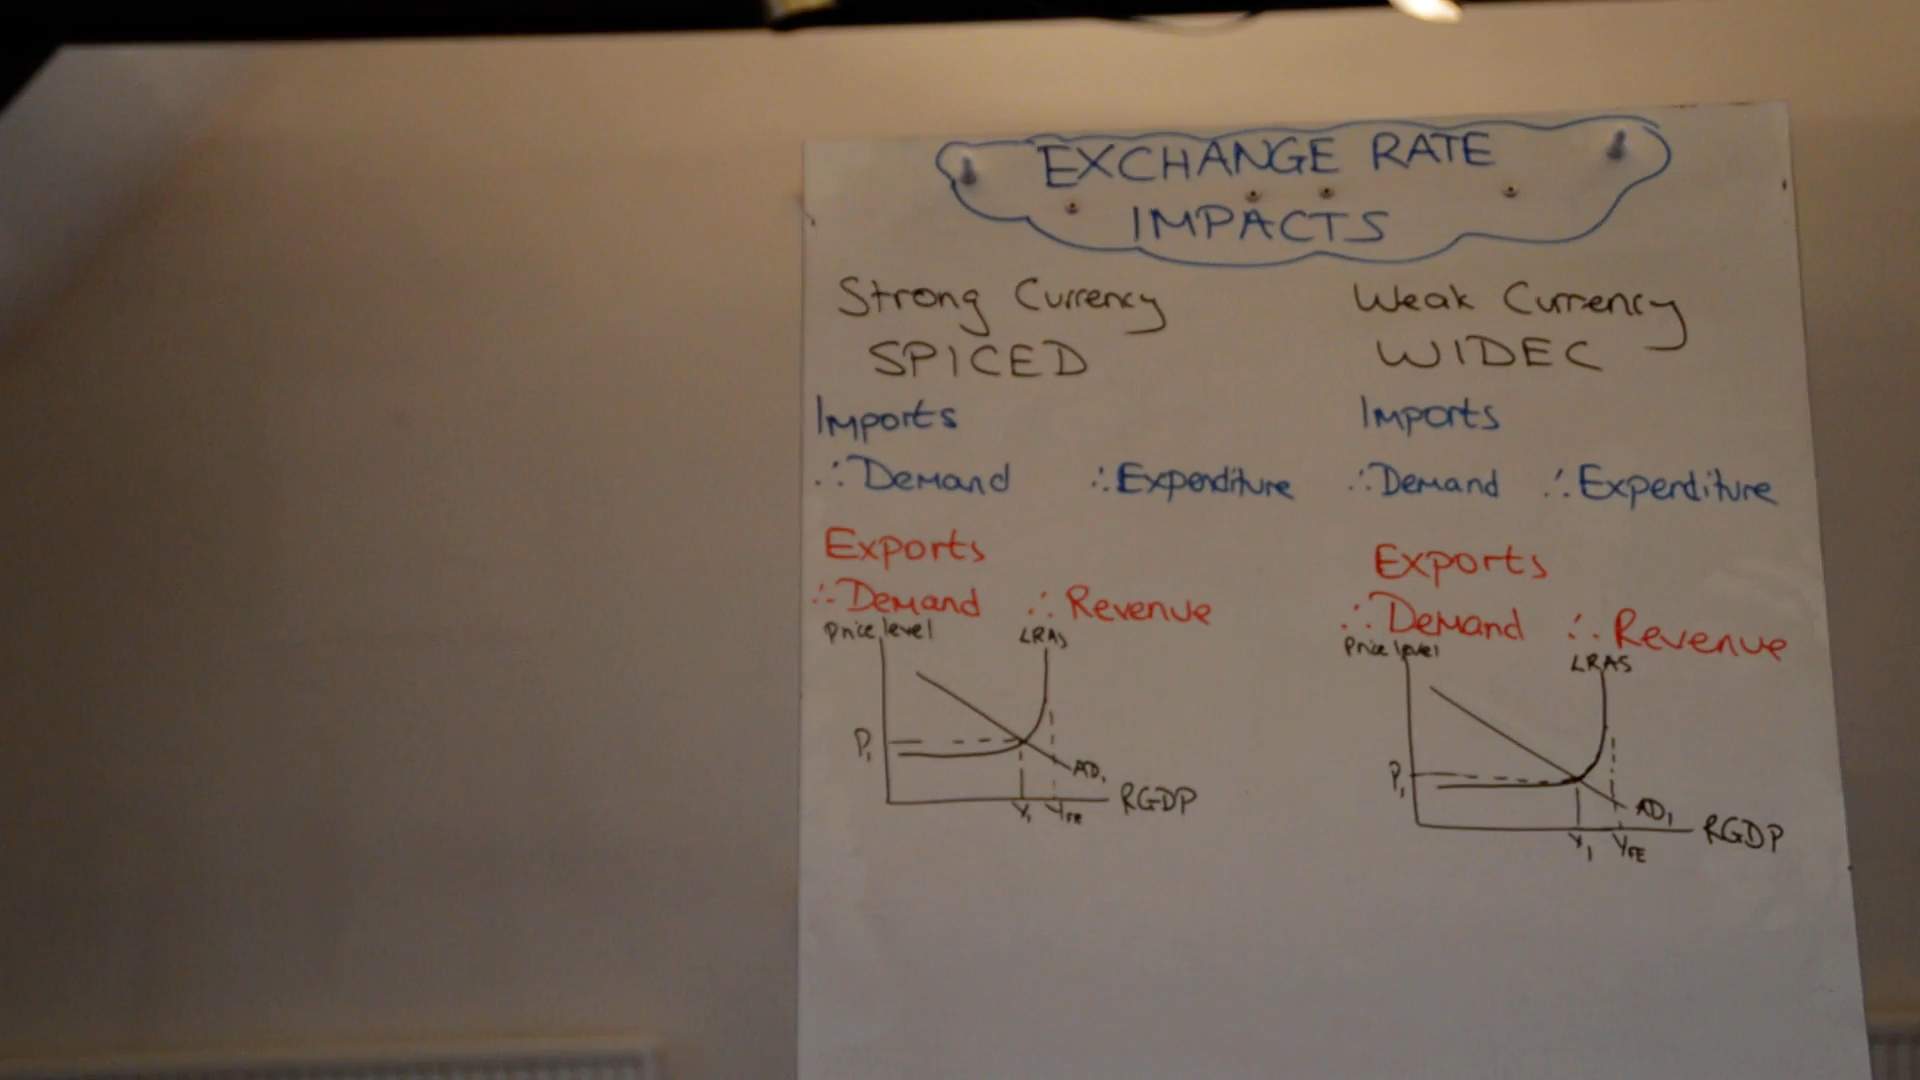 EXCHANGE RATE
IMPACTS
Strong Currency
SPICED
Imports
∴ Demand ∴ Expenditure
Exports
∴ Demand ∴ Revenue
Price level LRAS
P₁
AD₁
RGDP
Y₁ YFE
Weak Currency
WIDEC
Imports
∴ Demand ∴ Expenditure
Exports
∴ Demand ∴ Revenue
Price level LRAS
P₁
AD₁
RGDP
Y₁ YFE